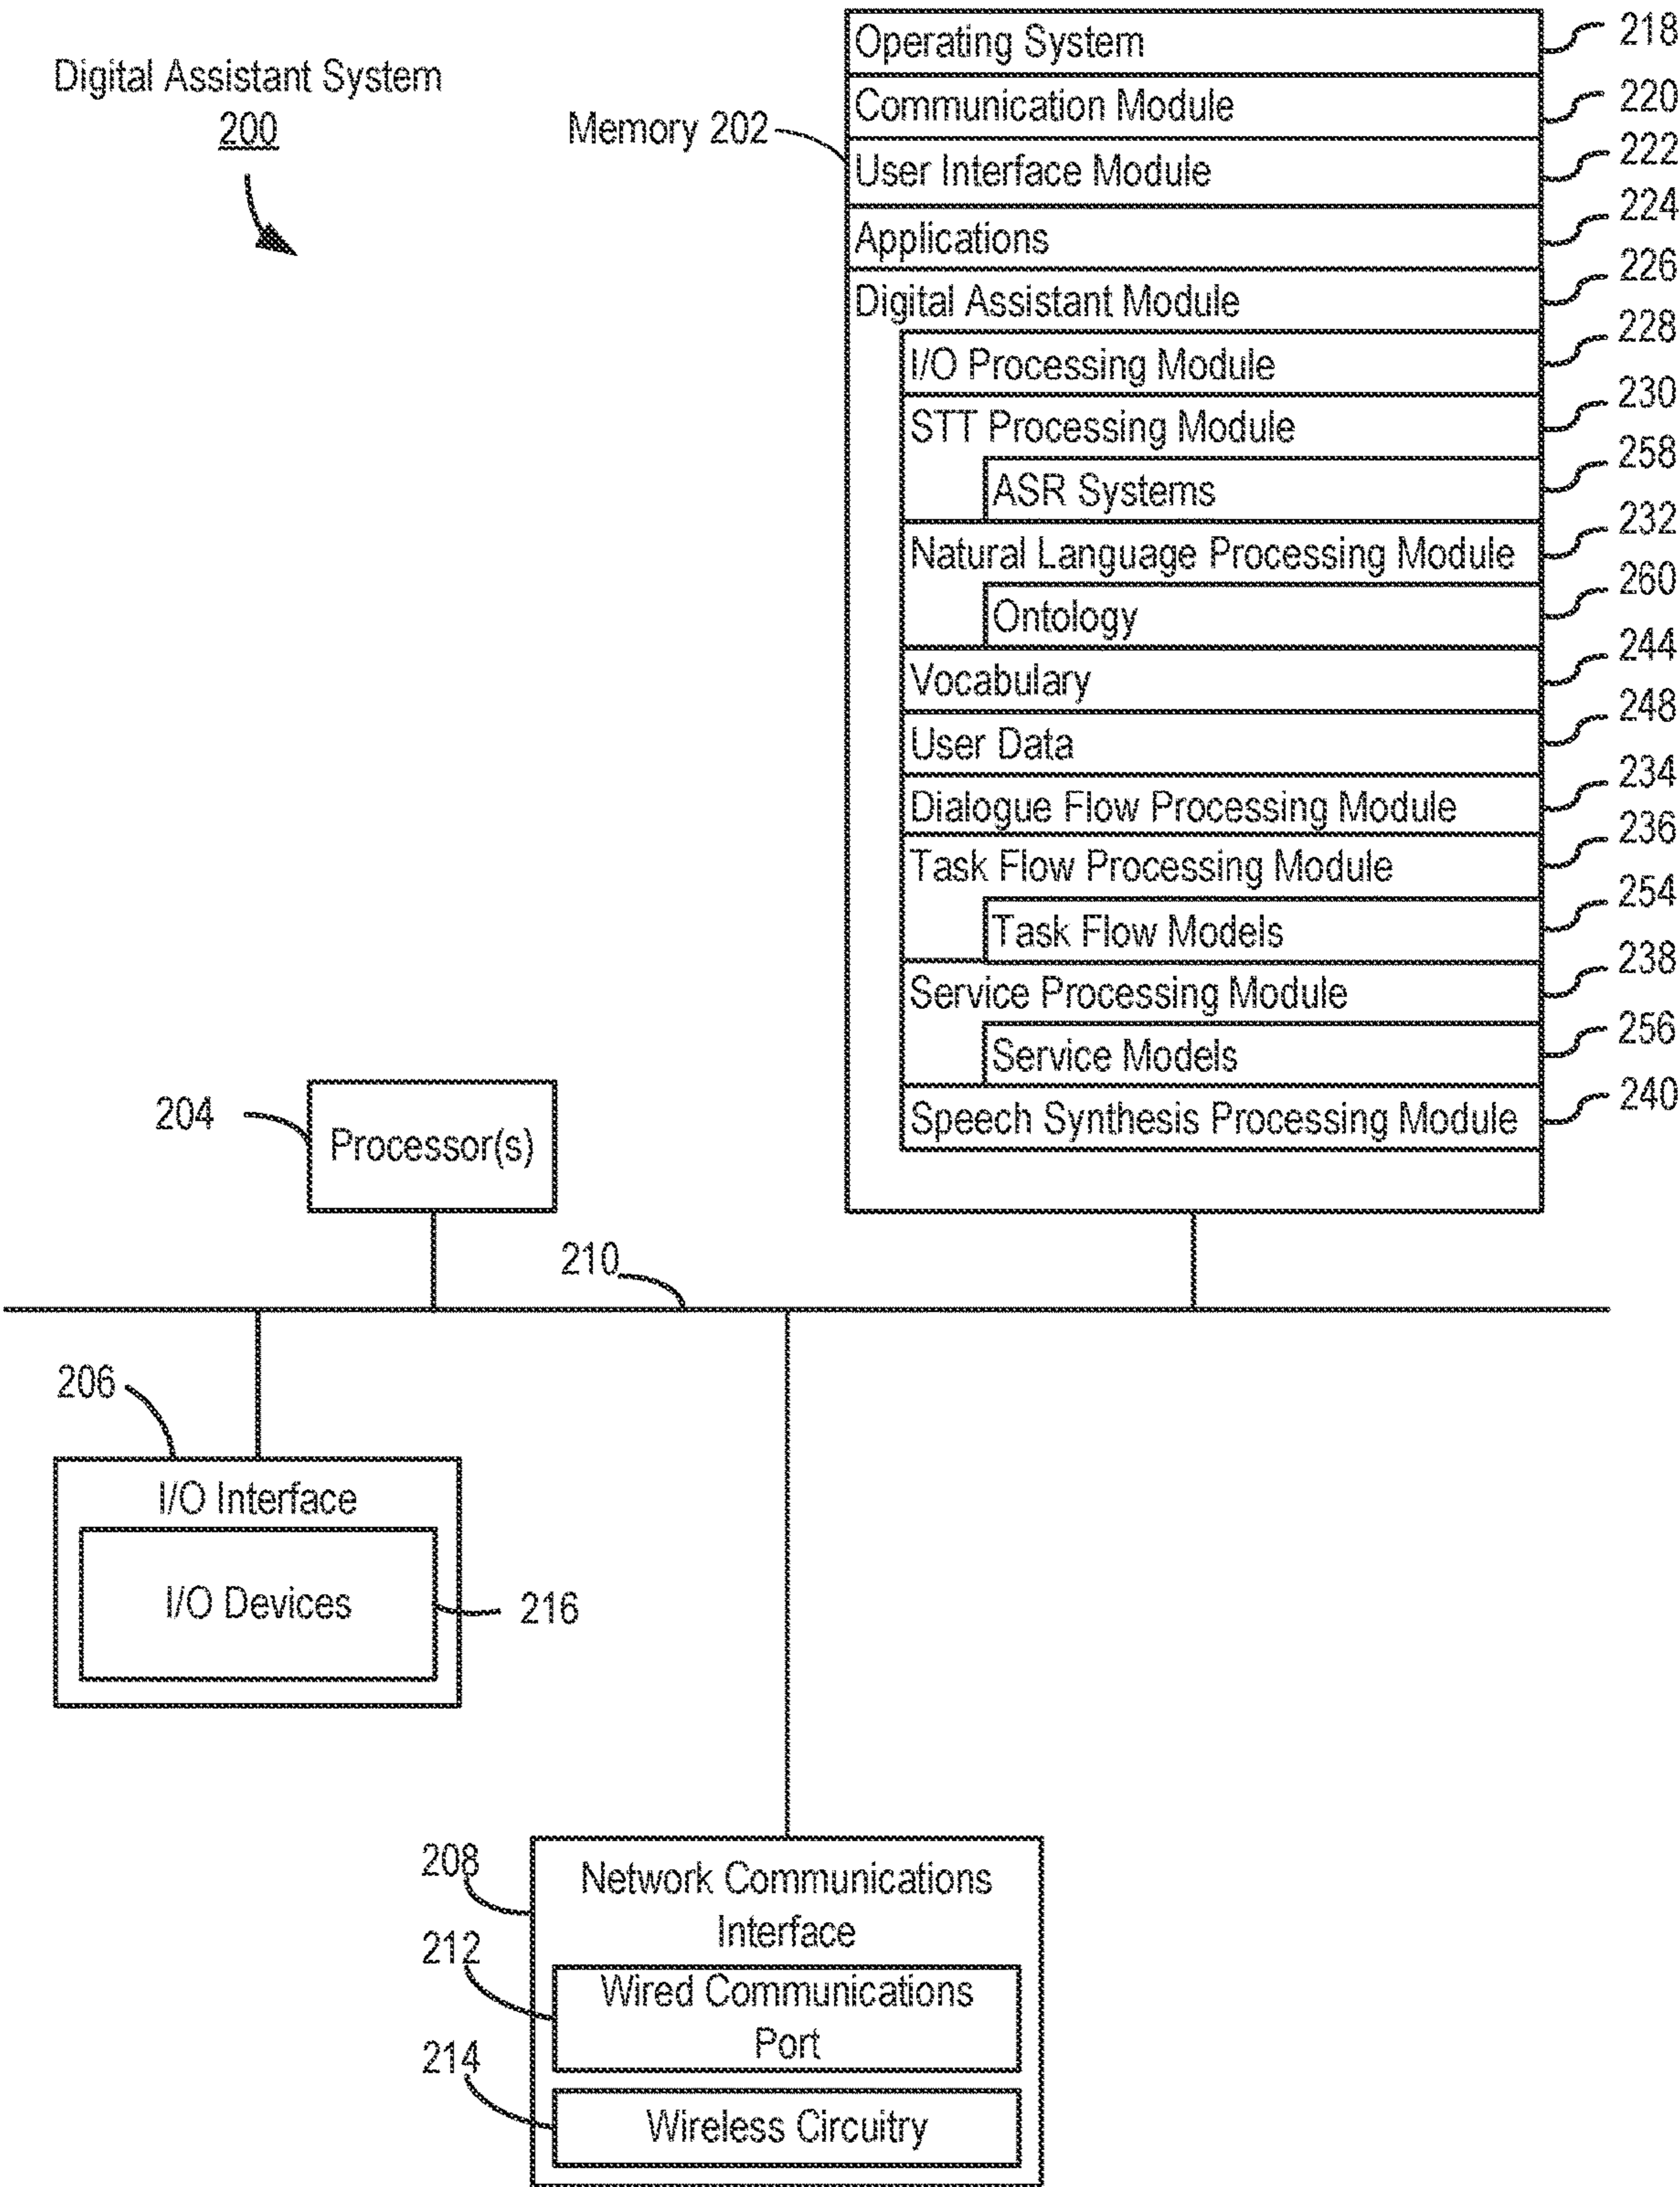 Digital Assistant System
200
Memory 202
Operating System 218
Communication Module 220
User Interface Module 222
Applications 224
Digital Assistant Module 226
I/O Processing Module 228
STT Processing Module 230
ASR Systems 258
Natural Language Processing Module 232
Ontology 260
Vocabulary 244
User Data 248
Dialogue Flow Processing Module 234
Task Flow Processing Module 236
Task Flow Models 254
Service Processing Module 238
Service Models 256
Speech Synthesis Processing Module 240
204
Processor(s)
210
206
I/O Interface
I/O Devices
216
208
Network Communications
Interface
212
Wired Communications
Port
214
Wireless Circuitry